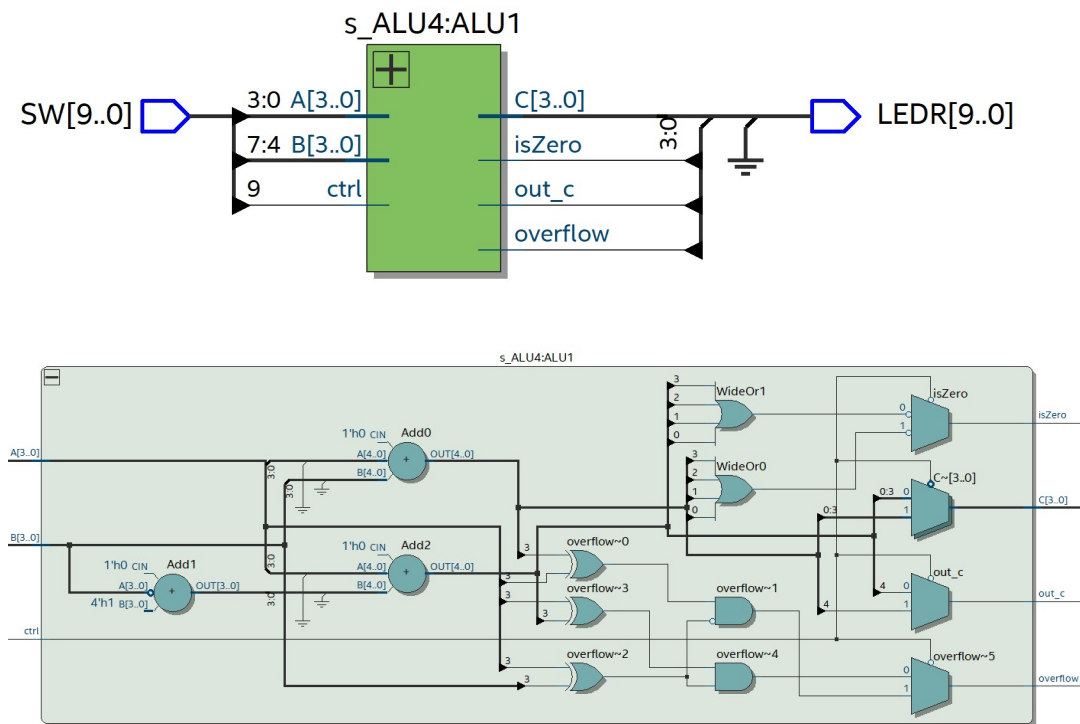 s_ALU4:ALU1
SW[9..0]
3:0 A[3..0]
7:4 B[3..0]
9 ctrl
C[3..0]
isZero
out_c
overflow
3:0
LEDR[9..0]
s_ALU4:ALU1
A[3..0]
B[3..0]
ctrl
1'h0 CIN
A[3..0]
4'h1 B[3..0]
Add1
OUT[3..0]
3:0
3:0
3:0
3:0
1'h0 CIN
A[4..0]
B[4..0]
Add0
OUT[4..0]
1'h0 CIN
A[4..0]
B[4..0]
Add2
OUT[4..0]
3
2
1
0
WideOr1
3
2
1
0
WideOr0
3
overflow~0
3
3
overflow~3
3
3
overflow~2
3
overflow~1
overflow~4
0
1
isZero
0:3
0:3
0
1
C~[3..0]
4
4
0
1
out_c
0
1
overflow~5
isZero
C[3..0]
out_c
overflow